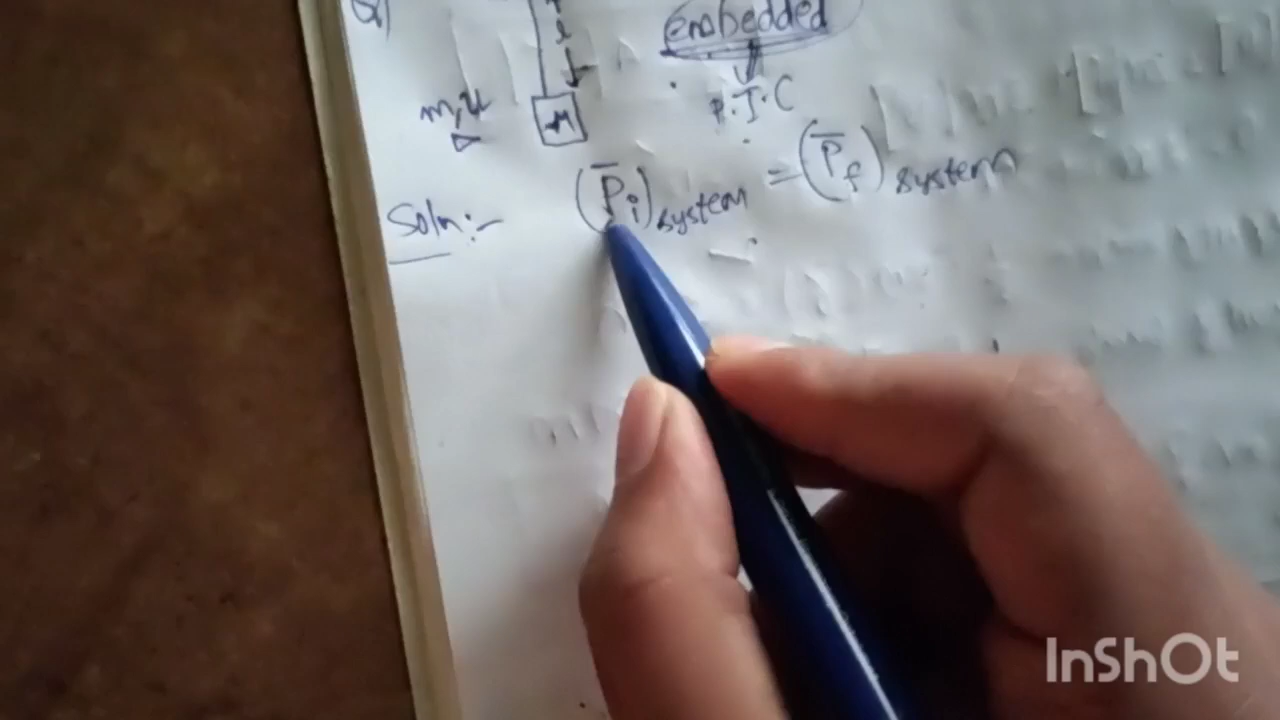 Q)
l
embedded
m, u
M
P.I.C
(P̅i)system = (P̅f)system
Soln:-
InShOt